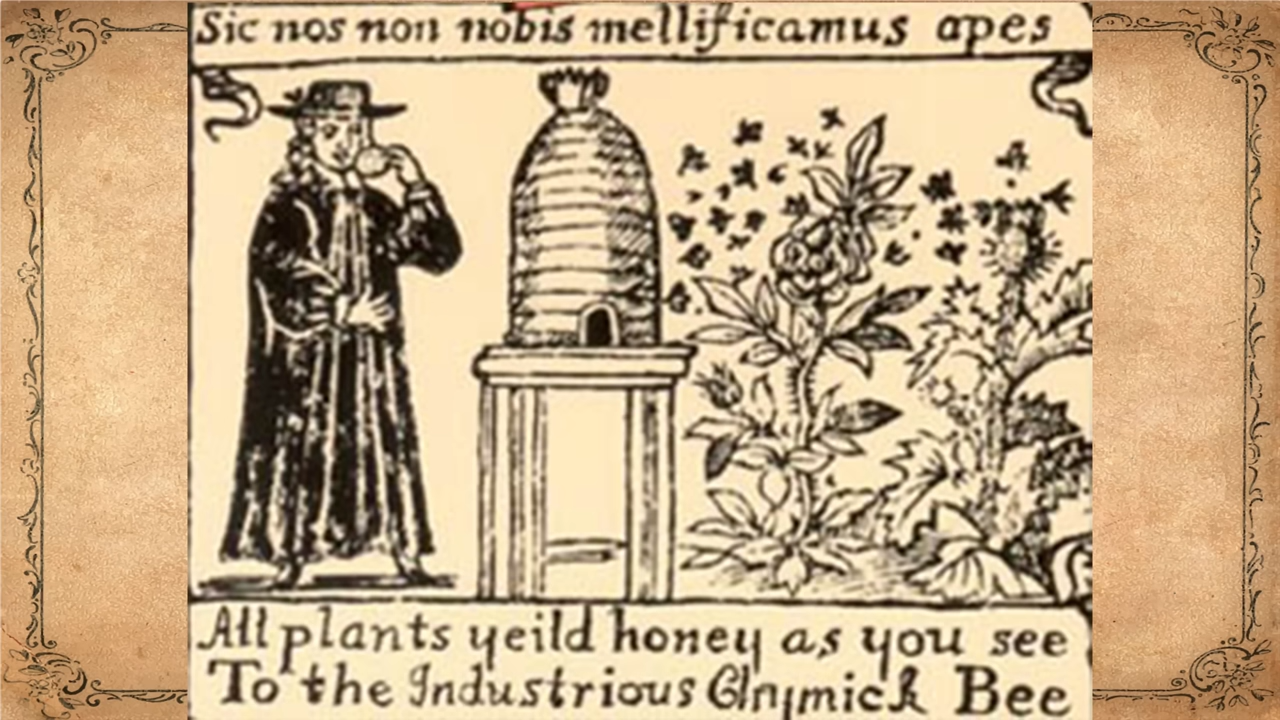 Sic nos non nobis mellificamus apes
All plants yeild honey as you see
To the Industrious Chymick Bee